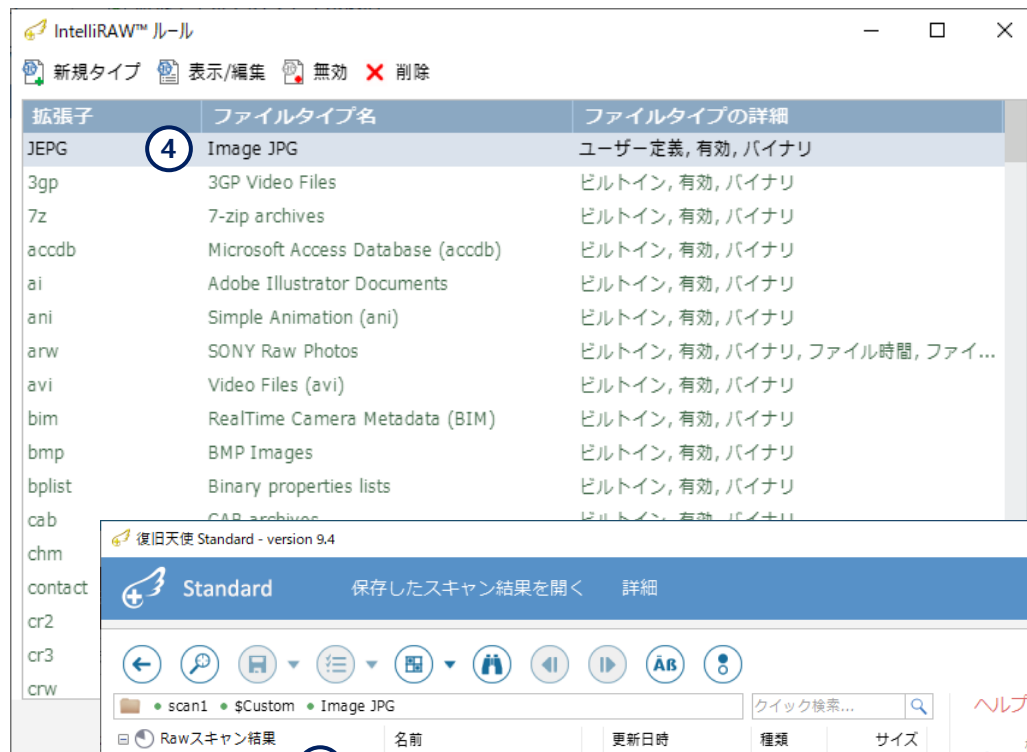 IntelliRAW™ ルール
新規タイプ 表示/編集 無効 削除
拡張子 ファイルタイプ名 ファイルタイプの詳細
JEPG ④ Image JPG ユーザー定義, 有効, バイナリ
3gp 3GP Video Files ビルトイン, 有効, バイナリ
7z 7-zip archives ビルトイン, 有効, バイナリ
accdb Microsoft Access Database (accdb) ビルトイン, 有効, バイナリ
ai Adobe Illustrator Documents ビルトイン, 有効, バイナリ
ani Simple Animation (ani) ビルトイン, 有効, バイナリ
arw SONY Raw Photos ビルトイン, 有効, バイナリ, ファイル時間, ファイ...
avi Video Files (avi) ビルトイン, 有効, バイナリ
bim RealTime Camera Metadata (BIM) ビルトイン, 有効, バイナリ
bmp BMP Images ビルトイン, 有効, バイナリ
bplist Binary properties lists ビルトイン, 有効, バイナリ
cab CAB archives ビルトイン, 有効, バイナリ
chm
contact
cr2
cr3
crw
復旧天使 Standard - version 9.4
Standard 保存したスキャン結果を開く 詳細
ĀB
scan1 • $Custom • Image JPG クイック検索... ヘルプ
Rawスキャン結果 名前 更新日時 種類 サイズ